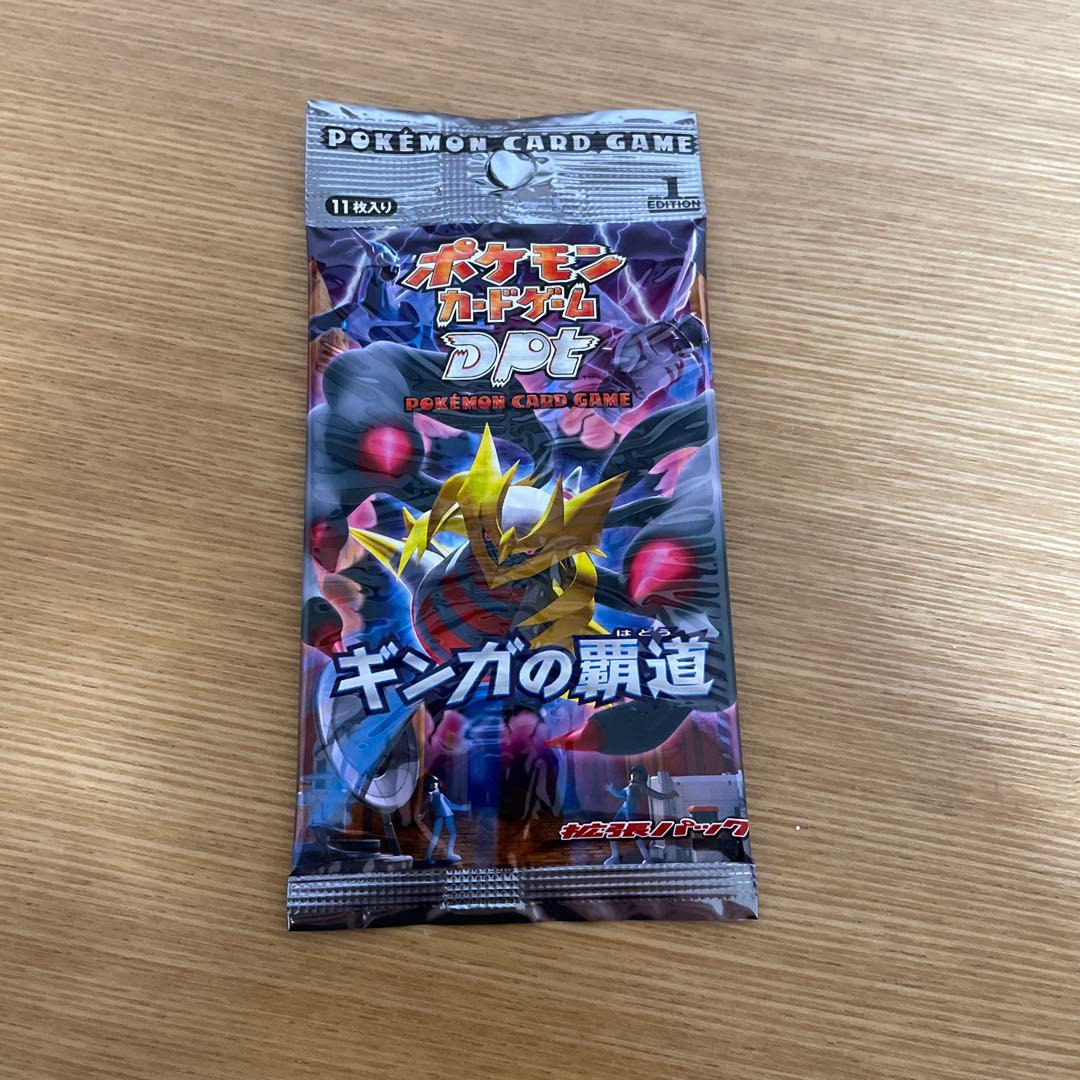 POKÉMON CARD GAME
11枚入り
1
EDITION
ポケモン
カードゲーム
DPt
POKÉMON CARD GAME
はどう
ギンガの覇道
拡張パック